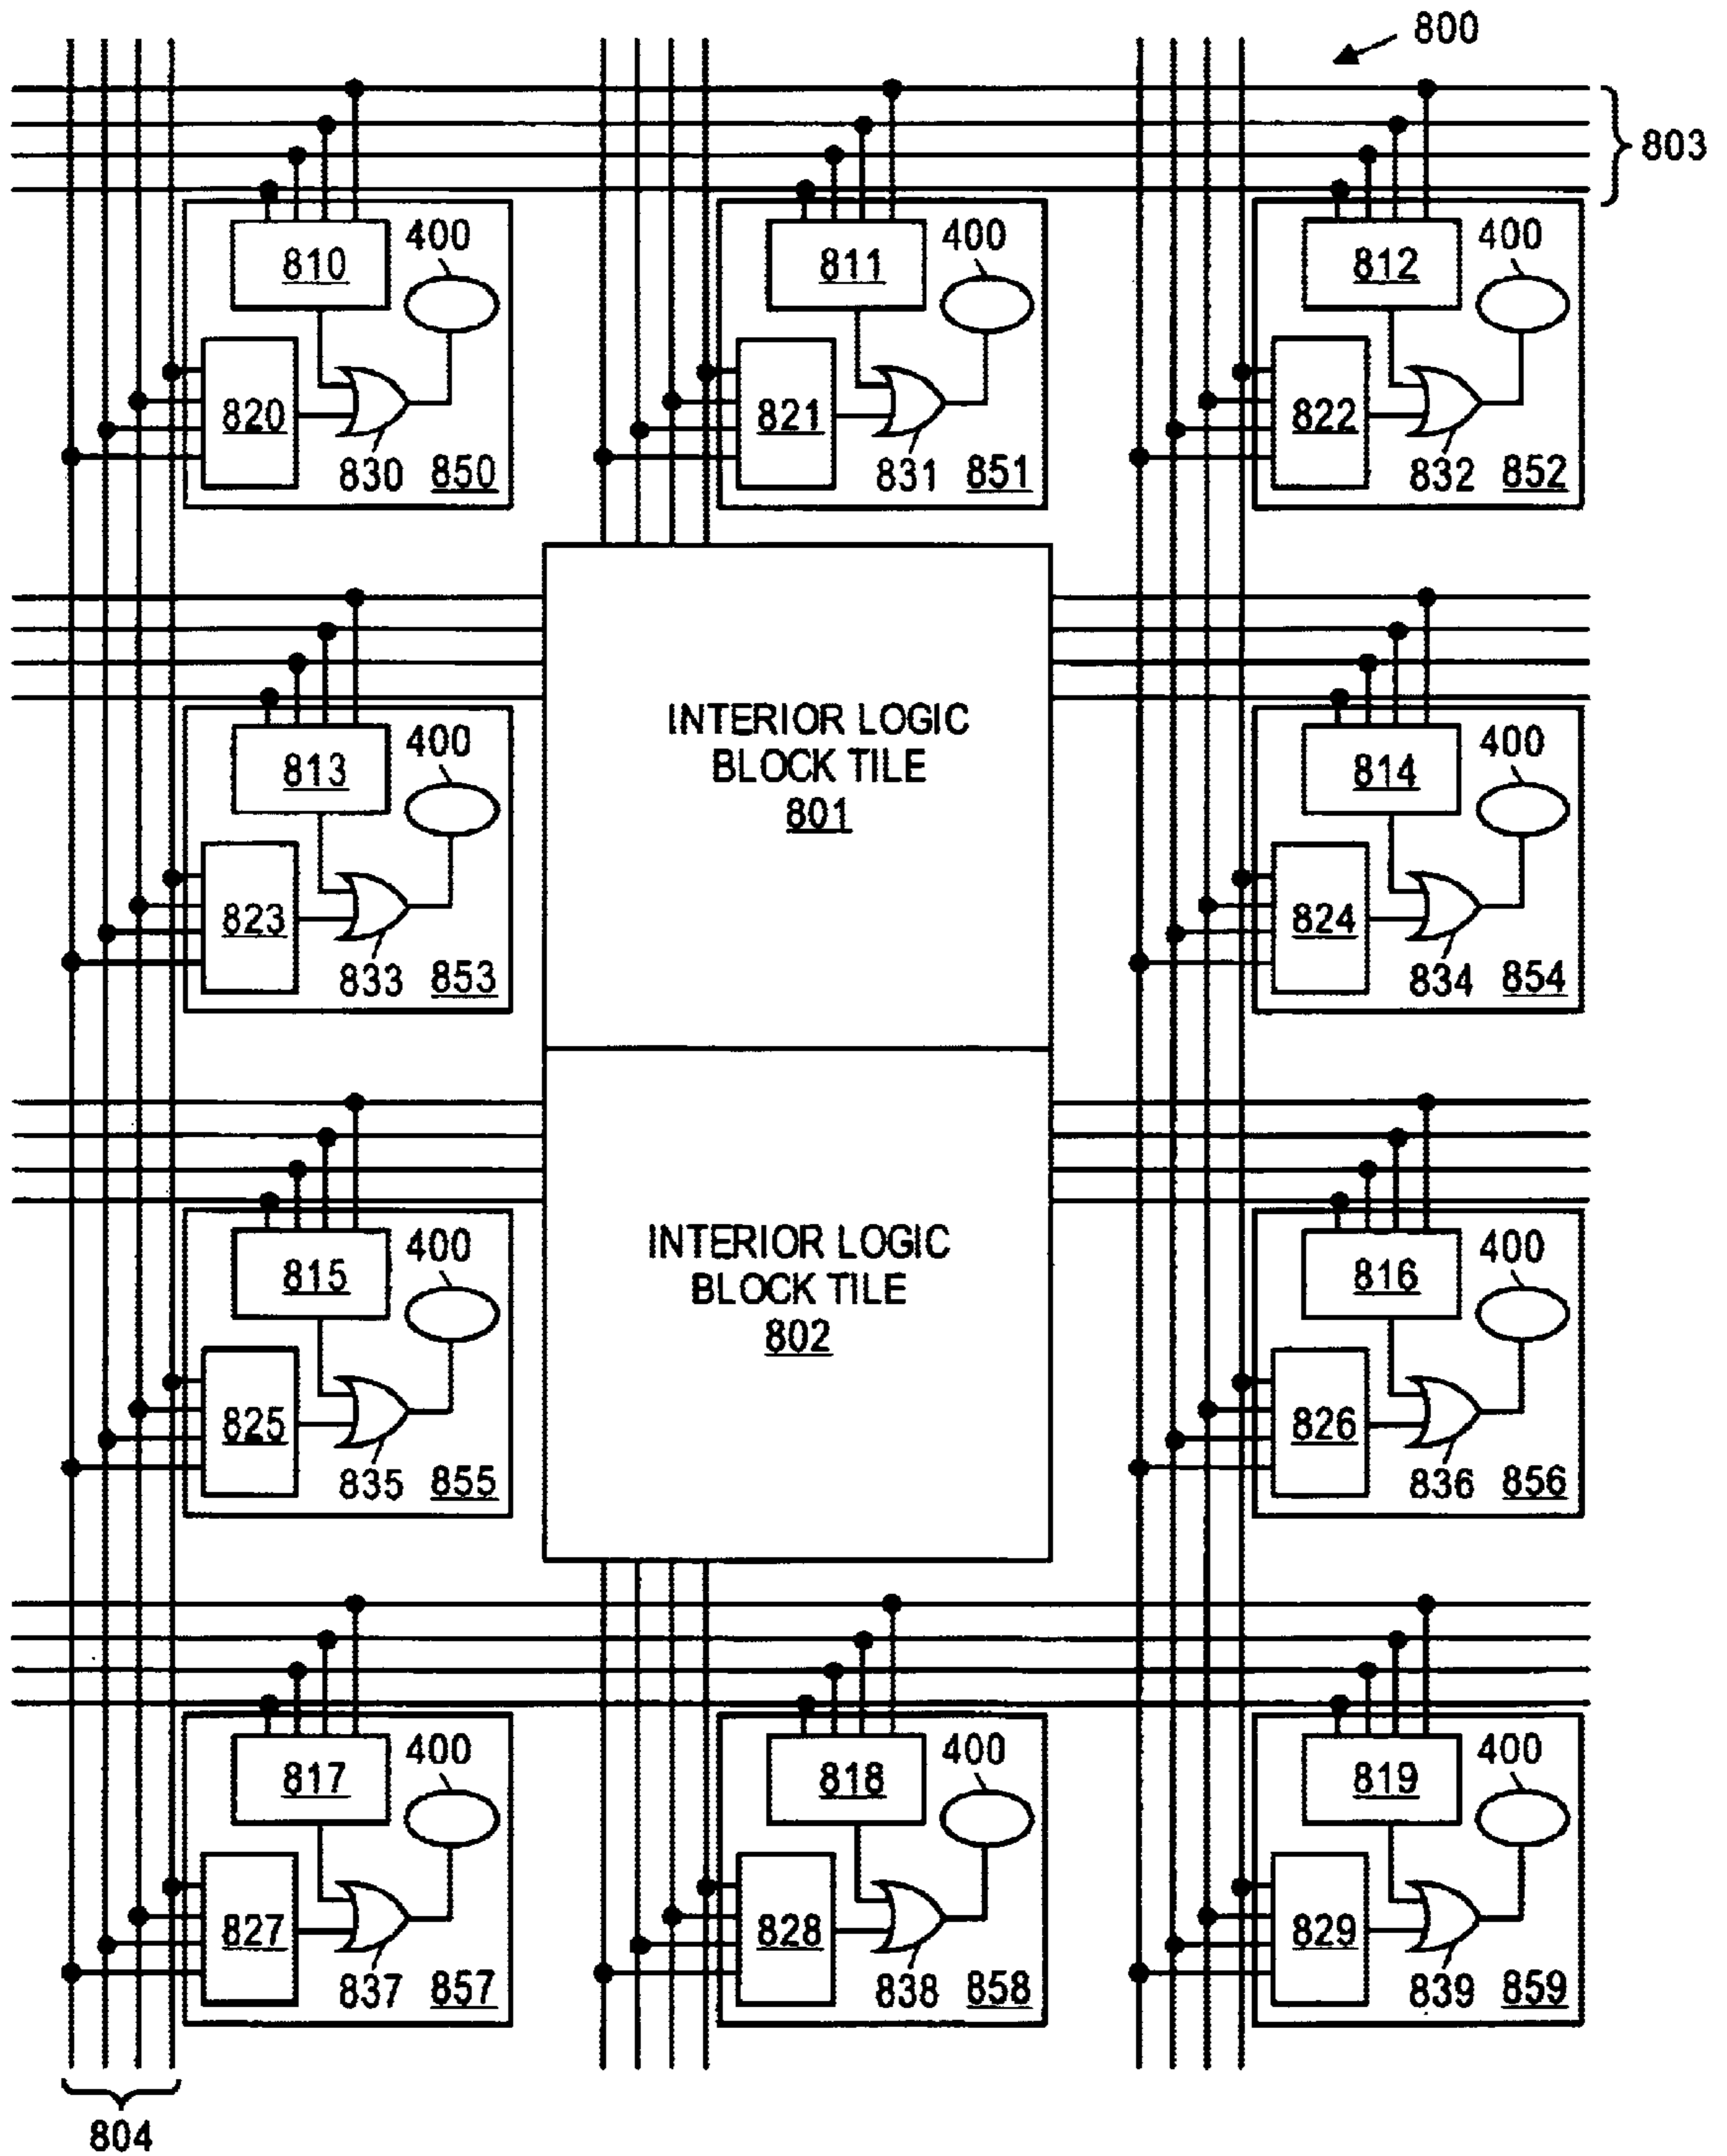 800
803
810 400
811 400
812 400
820 830 850
821 831 851
822 832 852
INTERIOR LOGIC
BLOCK TILE
801
813 400
814 400
823 833 853
824 834 854
INTERIOR LOGIC
BLOCK TILE
802
815 400
816 400
825 835 855
826 836 856
817 400
818 400
819 400
827 837 857
828 838 858
829 839 859
804